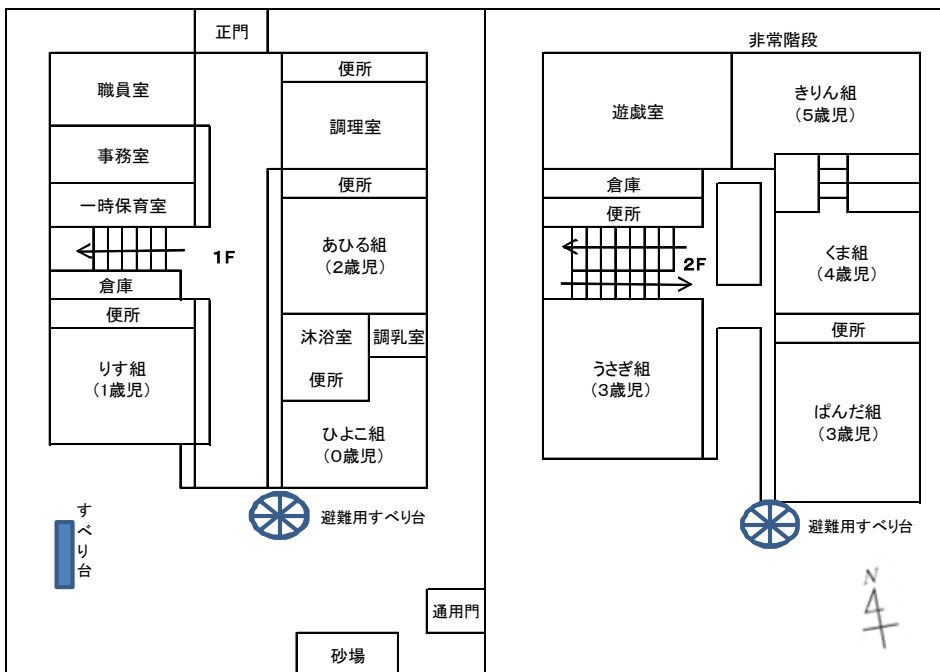 正門
職員室
便所
調理室
事務室
一時保育室
便所
あひる組
(2歳児)
1F
倉庫
便所
沐浴室
調乳室
便所
りす組
(1歳児)
ひよこ組
(0歳児)
すべり台
避難用すべり台
通用門
砂場
非常階段
遊戯室
きりん組
(5歳児)
倉庫
便所
2F
くま組
(4歳児)
便所
うさぎ組
(3歳児)
ぱんだ組
(3歳児)
避難用すべり台
N